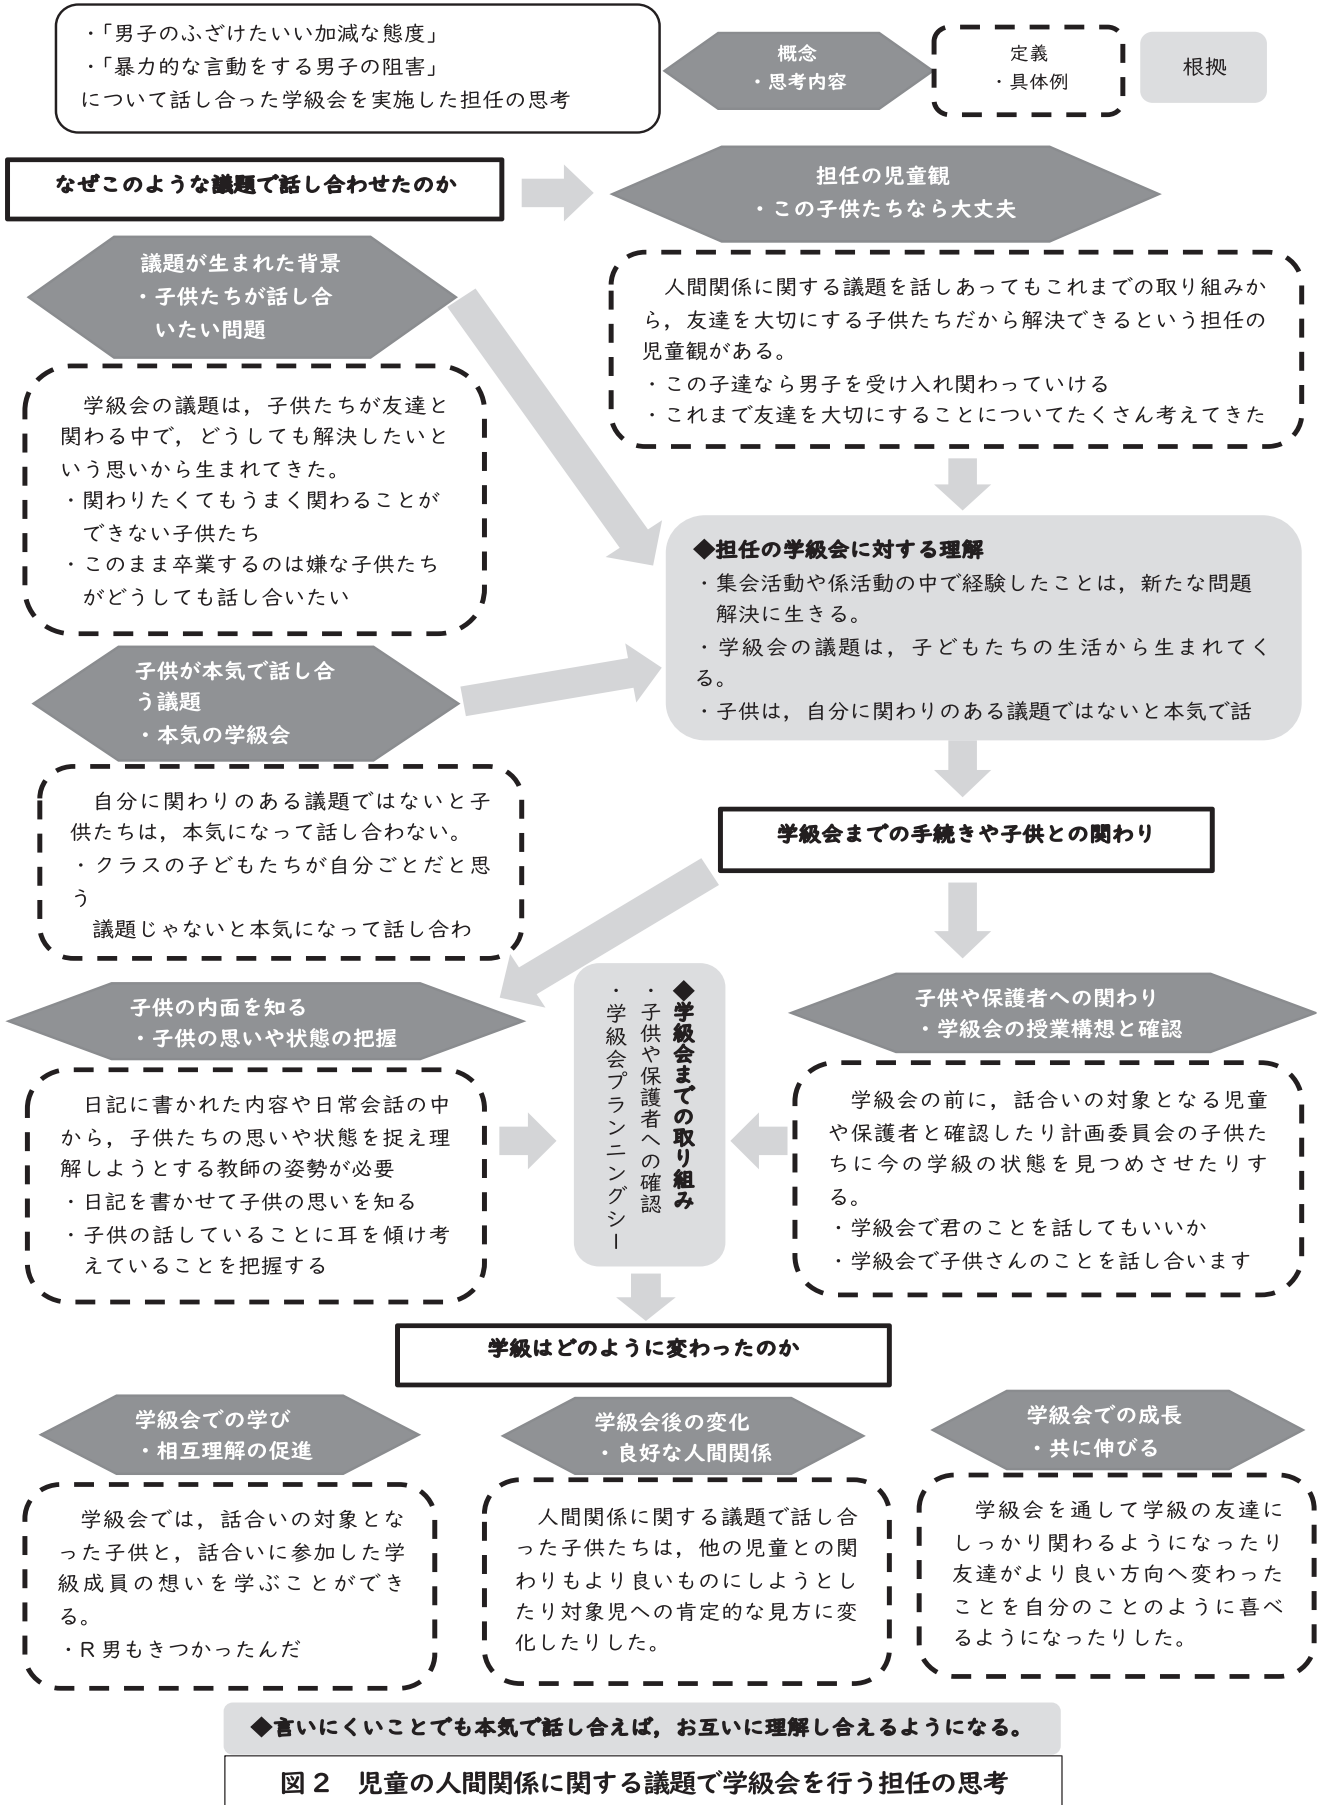 ・「男子のふざけたいい加減な態度」
・「暴力的な言動をする男子の阻害」
について話し合った学級会を実施した担任の思考
概念
・思考内容
定義
・具体例
根拠
なぜこのような議題で話し合わせたのか
担任の児童観
・この子供たちなら大丈夫
人間関係に関する議題を話しあってもこれまでの取り組みか
ら，友達を大切にする子供たちだから解決できるという担任の
児童観がある。
・この子達なら男子を受け入れ関わっていける
・これまで友達を大切にすることについてたくさん考えてきた
議題が生まれた背景
・子供たちが話し合
いたい問題
学級会の議題は，子供たちが友達と
関わる中で，どうしても解決したいと
いう思いから生まれてきた。
・関わりたくてもうまく関わることが
できない子供たち
・このまま卒業するのは嫌な子供たち
がどうしても話し合いたい
◆担任の学級会に対する理解
・集会活動や係活動の中で経験したことは，新たな問題
解決に生きる。
・学級会の議題は，子どもたちの生活から生まれてく
る。
・子供は，自分に関わりのある議題ではないと本気で話
子供が本気で話し合
う議題
・本気の学級会
自分に関わりのある議題ではないと子
供たちは，本気になって話し合わない。
・クラスの子どもたちが自分ごとだと思
う
議題じゃないと本気になって話し合わ
学級会までの手続きや子供との関わり
子供の内面を知る
・子供の思いや状態の把握
日記に書かれた内容や日常会話の中
から，子供たちの思いや状態を捉え理
解しようとする教師の姿勢が必要
・日記を書かせて子供の思いを知る
・子供の話していることに耳を傾け考
えていることを把握する
◆学級会までの取り組み
・子供や保護者への確認
・学級会プランニングシー
子供や保護者への関わり
・学級会の授業構想と確認
学級会の前に，話合いの対象となる児童
や保護者と確認したり計画委員会の子供た
ちに今の学級の状態を見つめさせたりす
る。
・学級会で君のことを話してもいいか
・学級会で子供さんのことを話し合います
学級はどのように変わったのか
学級会での学び
・相互理解の促進
学級会では，話合いの対象とな
った子供と，話合いに参加した学
級成員の想いを学ぶことができ
る。
・R 男もきつかったんだ
学級会後の変化
・良好な人間関係
人間関係に関する議題で話し合
った子供たちは，他の児童との関
わりもより良いものにしようとし
たり対象児への肯定的な見方に変
化したりした。
学級会での成長
・共に伸びる
学級会を通して学級の友達に
しっかり関わるようになったり
友達がより良い方向へ変わった
ことを自分のことのように喜べ
るようになったりした。
◆言いにくいことでも本気で話し合えば，お互いに理解し合えるようになる。
図２　児童の人間関係に関する議題で学級会を行う担任の思考